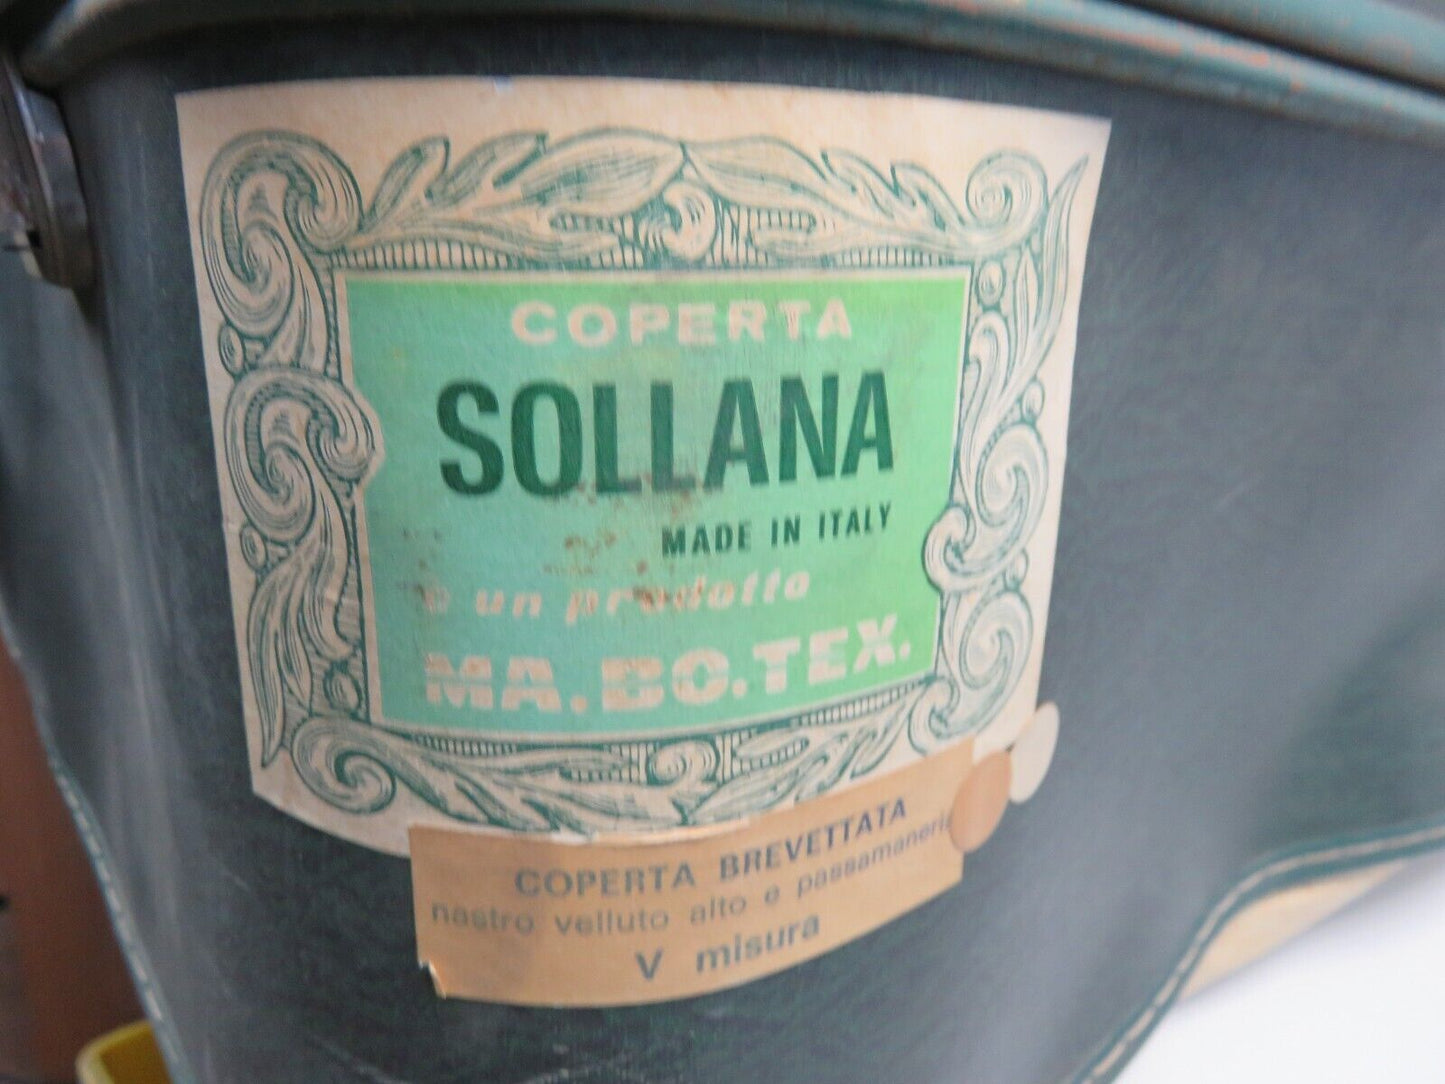 COPERTA
SOLLANA
MADE IN ITALY
è un prodotto
MA.BO.TEX.
COPERTA BREVETTATA
nastro velluto alto e passamaneria
V misura